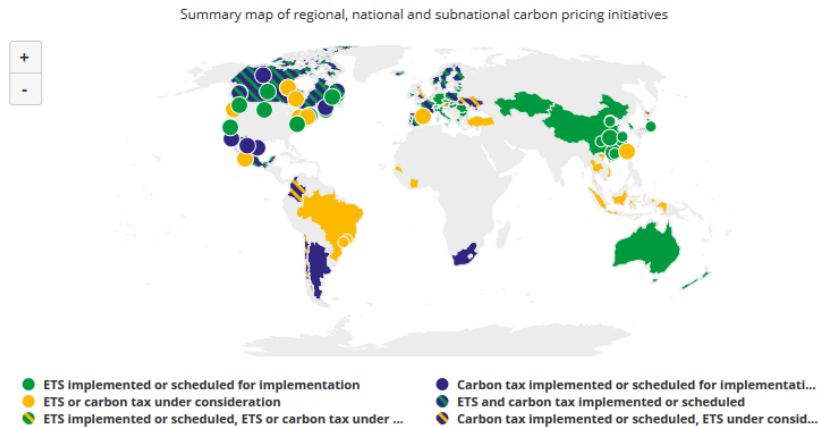 Summary map of regional, national and subnational carbon pricing initiatives
+
-
ETS implemented or scheduled for implementation
Carbon tax implemented or scheduled for implementati...
ETS or carbon tax under consideration
ETS and carbon tax implemented or scheduled
ETS implemented or scheduled, ETS or carbon tax under ...
Carbon tax implemented or scheduled, ETS under consid...